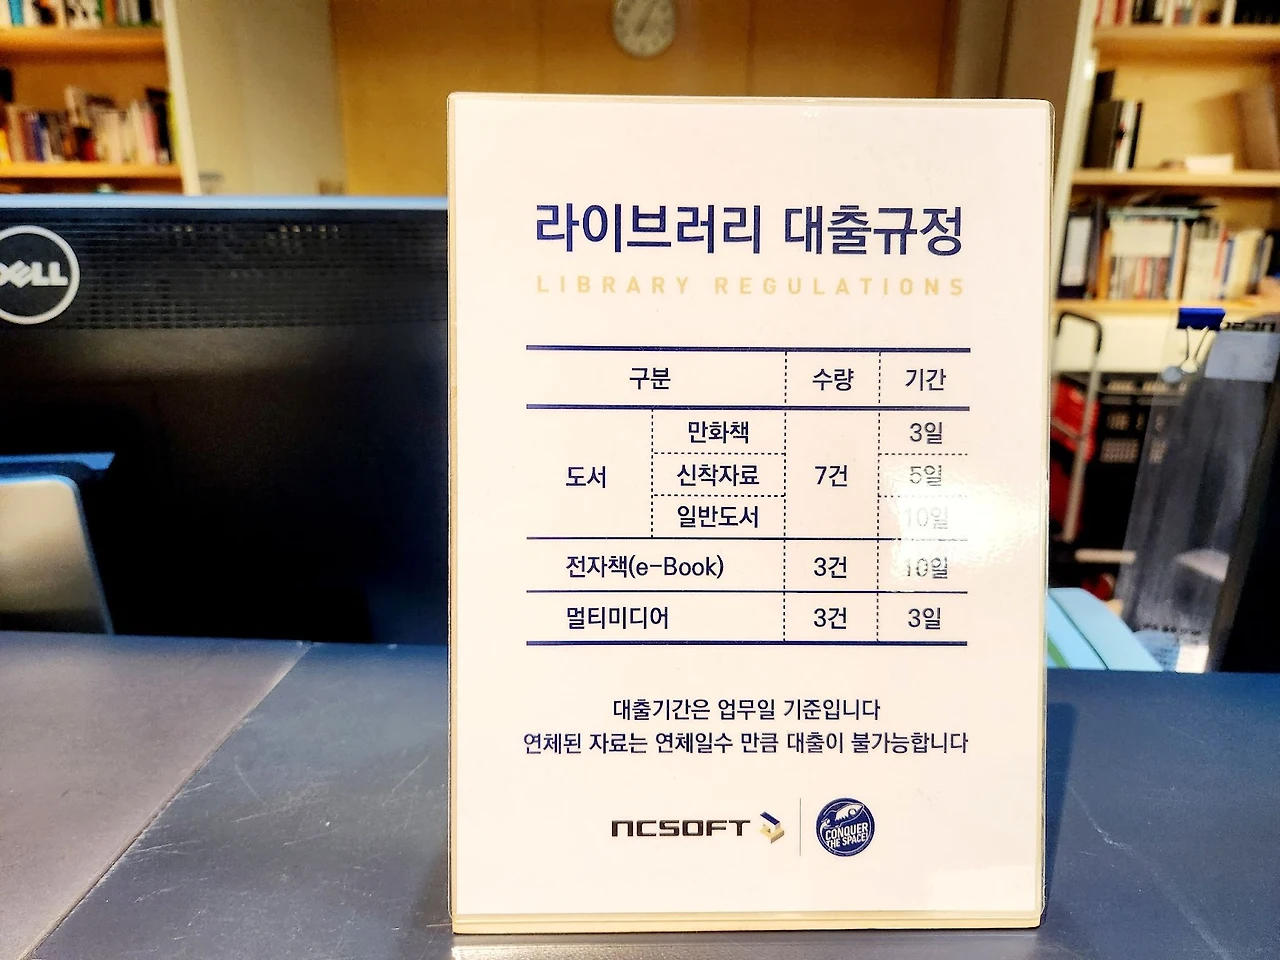 DELL
라이브러리 대출규정
LIBRARY REGULATIONS
구분 수량 기간
도서 만화책 7건 3일
신착자료 5일
일반도서 10일
전자책(e-Book) 3건 10일
멀티미디어 3건 3일
대출기간은 업무일 기준입니다
연체된 자료는 연체일수 만큼 대출이 불가능합니다
NCSOFT
CONQUER
THE SPACE!